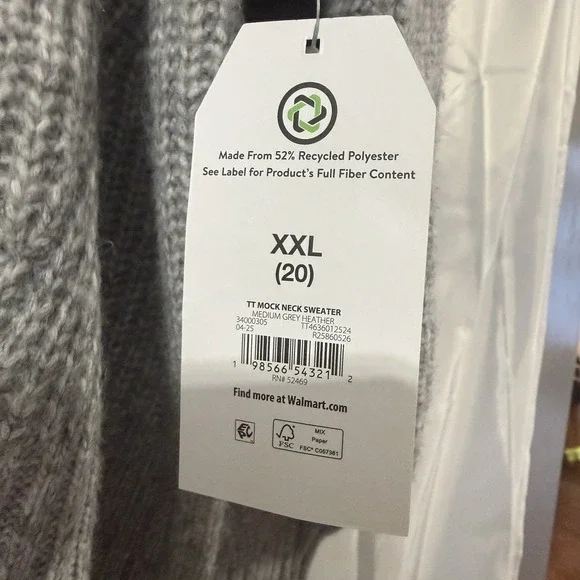 Made From 52% Recycled Polyester
See Label for Product's Full Fiber Content
XXL
(20)
TT MOCK NECK SWEATER
MEDIUM GREY HEATHER
34000305 TT4636012524
04-25 R25860526
1 98566 54321 2
RN# 52469
Find more at Walmart.com
FSC
MIX
Paper
FSC® C057361